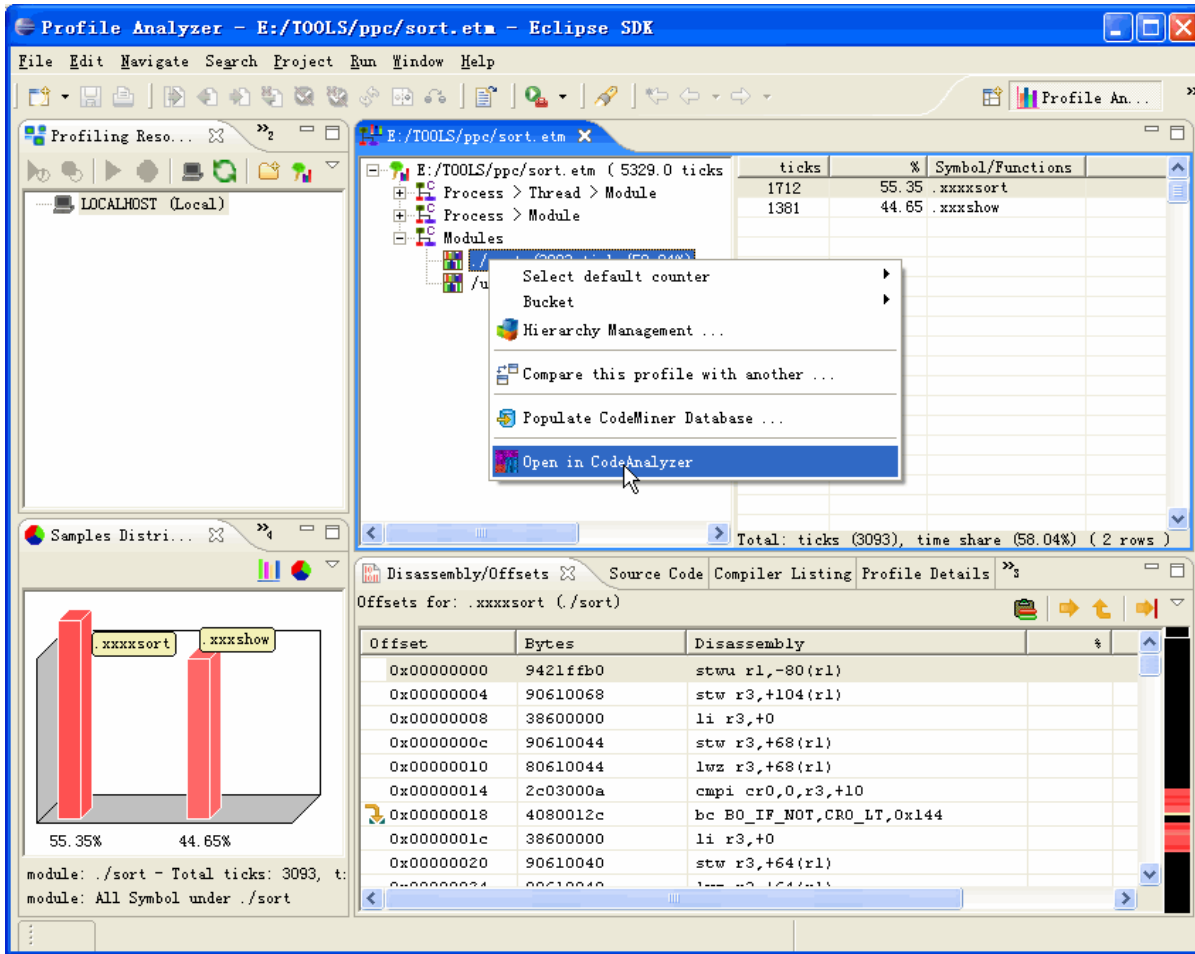 Profile Analyzer - E:/TOOLS/ppc/sort.etm - Eclipse SDK
File Edit Navigate Search Project Run Window Help
Profile An...
Profiling Reso...
2
LOCALHOST (Local)
E:/TOOLS/ppc/sort.etm
E:/TOOLS/ppc/sort.etm ( 5329.0 ticks
Process > Thread > Module
Process > Module
Modules
/u
ticks % Symbol/Functions
1712 55.35 .xxxxsort
1381 44.65 .xxxshow
Select default counter
Bucket
Hierarchy Management ...
Compare this profile with another ...
Populate CodeMiner Database ...
Open in CodeAnalyzer
Total: ticks (3093), time share (58.04%) ( 2 rows )
Samples Distri...
4
.xxxxsort
.xxxshow
55.35%
44.65%
module: ./sort - Total ticks: 3093, t:
module: All Symbol under ./sort
Disassembly/Offsets Source Code Compiler Listing Profile Details
3
Offsets for: .xxxxsort (./sort)
Offset Bytes Disassembly %
0x00000000 9421ffb0 stwu r1,-80(r1)
0x00000004 90610068 stw r3,+104(r1)
0x00000008 38600000 li r3,+0
0x0000000c 90610044 stw r3,+68(r1)
0x00000010 80610044 lwz r3,+68(r1)
0x00000014 2c03000a cmpi cr0,0,r3,+10
0x00000018 4080012c bc BO_IF_NOT,CR0_LT,0x144
0x0000001c 38600000 li r3,+0
0x00000020 90610040 stw r3,+64(r1)